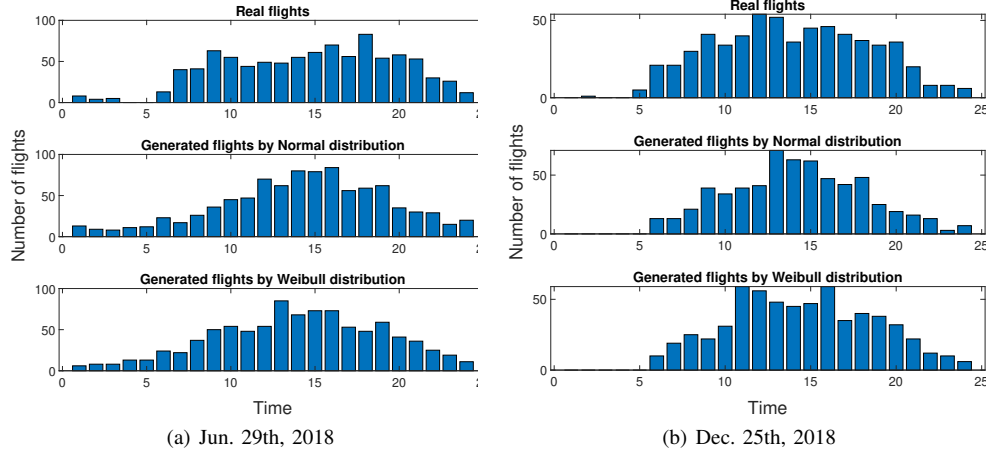 Real flights
100
50
0
0 5 10 15 20 2
Generated flights by Normal distribution
100
50
0
0 5 10 15 20 2
Generated flights by Weibull distribution
100
50
0
0 5 10 15 20 2
Number of flights
Time
(a) Jun. 29th, 2018
Real flights
50
0
0 5 10 15 20 25
Generated flights by Normal distribution
50
0
0 5 10 15 20 25
Generated flights by Weibull distribution
50
0
0 5 10 15 20 25
Number of flights
Time
(b) Dec. 25th, 2018